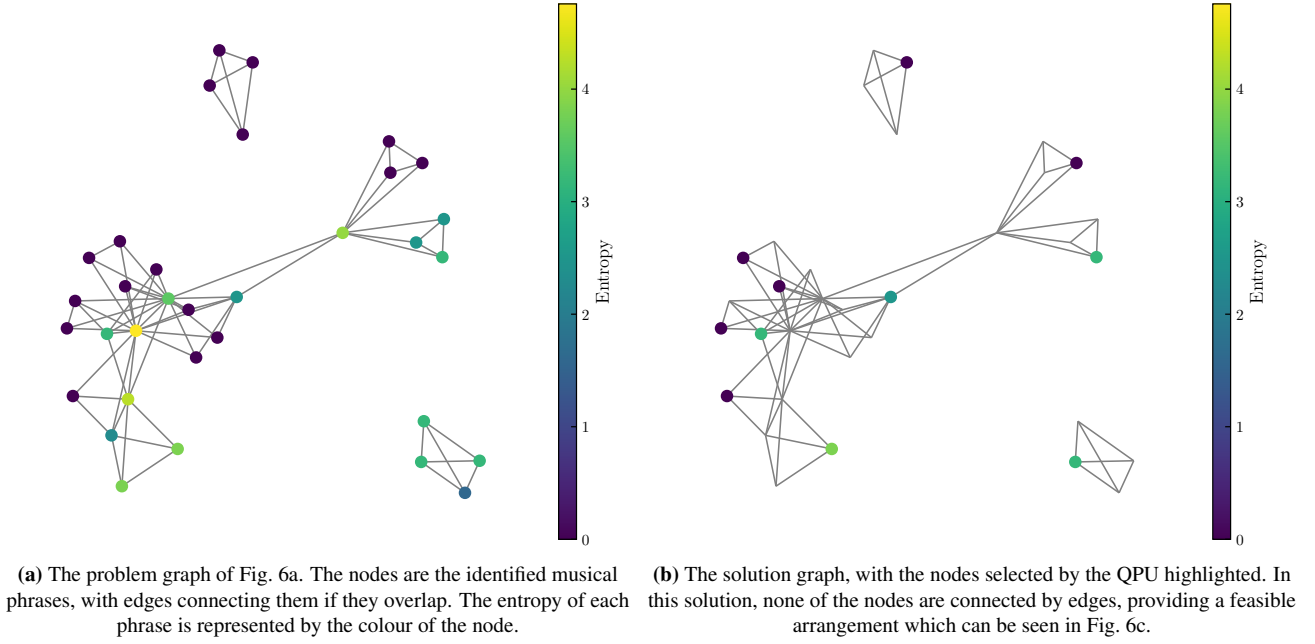 4
3
2
1
0
Entropy
4
3
2
1
0
Entropy
(a) The problem graph of Fig. 6a. The nodes are the identified musical
phrases, with edges connecting them if they overlap. The entropy of each
phrase is represented by the colour of the node.
(b) The solution graph, with the nodes selected by the QPU highlighted. In
this solution, none of the nodes are connected by edges, providing a feasible
arrangement which can be seen in Fig. 6c.